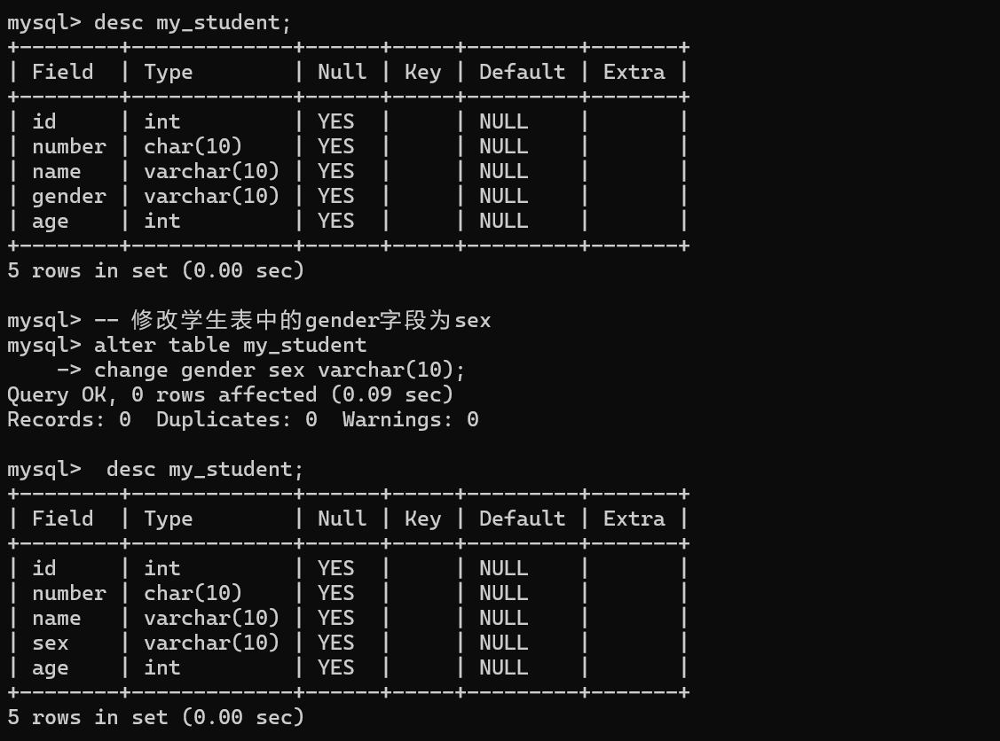 mysql> desc my_student;
+--------+-------------+------+-----+---------+-------+
| Field  | Type        | Null | Key | Default | Extra |
+--------+-------------+------+-----+---------+-------+
| id     | int         | YES  |     | NULL    |       |
| number | char(10)    | YES  |     | NULL    |       |
| name   | varchar(10) | YES  |     | NULL    |       |
| gender | varchar(10) | YES  |     | NULL    |       |
| age    | int         | YES  |     | NULL    |       |
+--------+-------------+------+-----+---------+-------+
5 rows in set (0.00 sec)

mysql> -- 修改学生表中的gender字段为sex
mysql> alter table my_student
    -> change gender sex varchar(10);
Query OK, 0 rows affected (0.09 sec)
Records: 0  Duplicates: 0  Warnings: 0

mysql>  desc my_student;
+--------+-------------+------+-----+---------+-------+
| Field  | Type        | Null | Key | Default | Extra |
+--------+-------------+------+-----+---------+-------+
| id     | int         | YES  |     | NULL    |       |
| number | char(10)    | YES  |     | NULL    |       |
| name   | varchar(10) | YES  |     | NULL    |       |
| sex    | varchar(10) | YES  |     | NULL    |       |
| age    | int         | YES  |     | NULL    |       |
+--------+-------------+------+-----+---------+-------+
5 rows in set (0.00 sec)